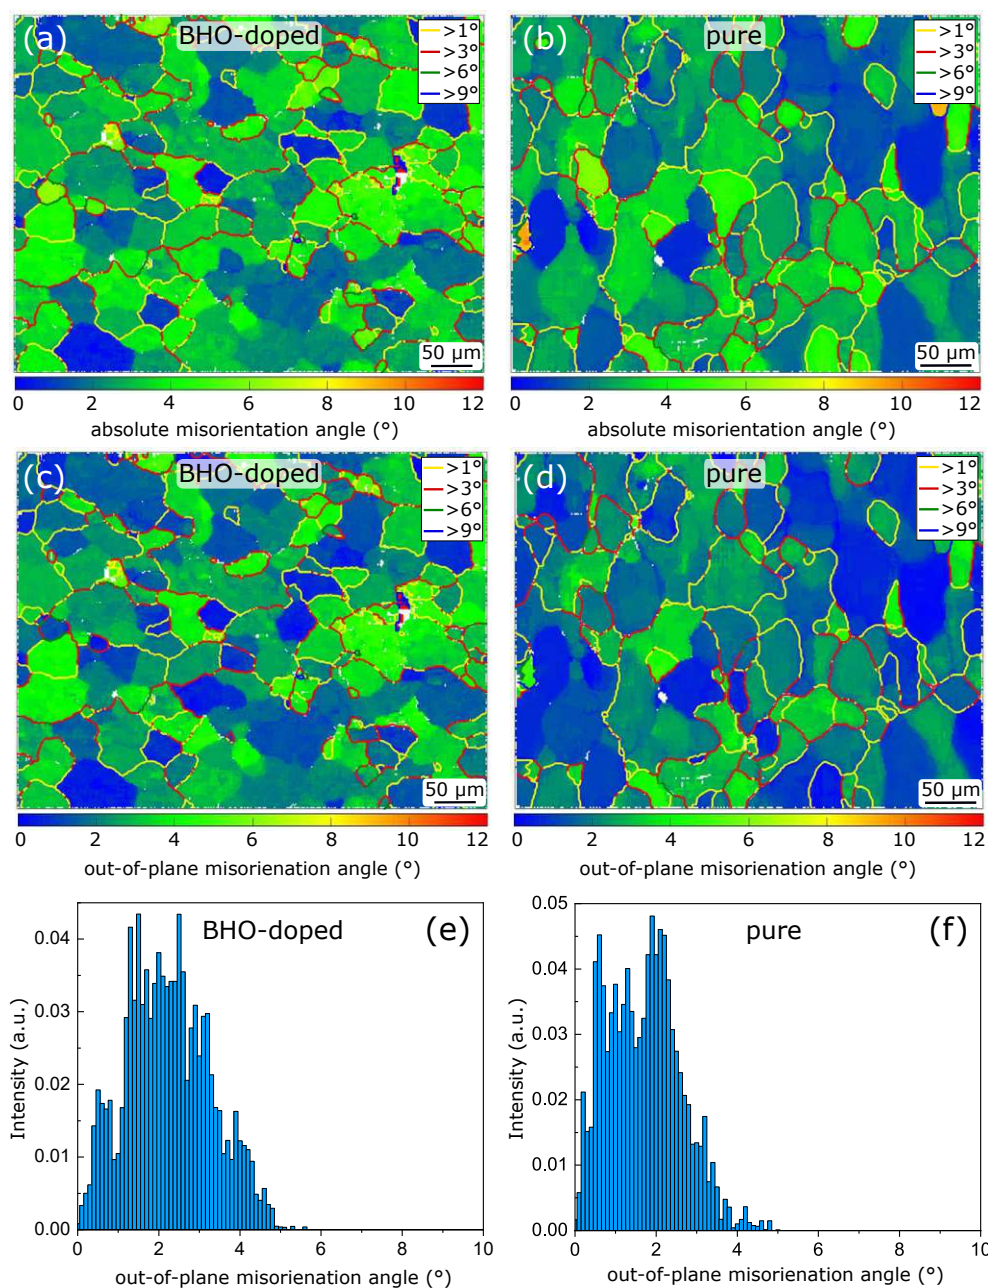 (a) BHO-doped
>1°
>3°
>6°
>9°
50 µm
0 2 4 6 8 10 12
absolute misorientation angle (°)
(b) pure
>1°
>3°
>6°
>9°
50 µm
0 2 4 6 8 10 12
absolute misorientation angle (°)
(c) BHO-doped
>1°
>3°
>6°
>9°
50 µm
0 2 4 6 8 10 12
out-of-plane misorienation angle (°)
(d) pure
>1°
>3°
>6°
>9°
50 µm
0 2 4 6 8 10 12
out-of-plane misorienation angle (°)
BHO-doped (e)
Intensity (a.u.)
0.04
0.03
0.02
0.01
0.00
0 2 4 6 8 10
out-of-plane misorienation angle (°)
pure (f)
Intensity (a.u.)
0.05
0.04
0.03
0.02
0.01
0.00
0 2 4 6 8 10
out-of-plane misorienation angle (°)